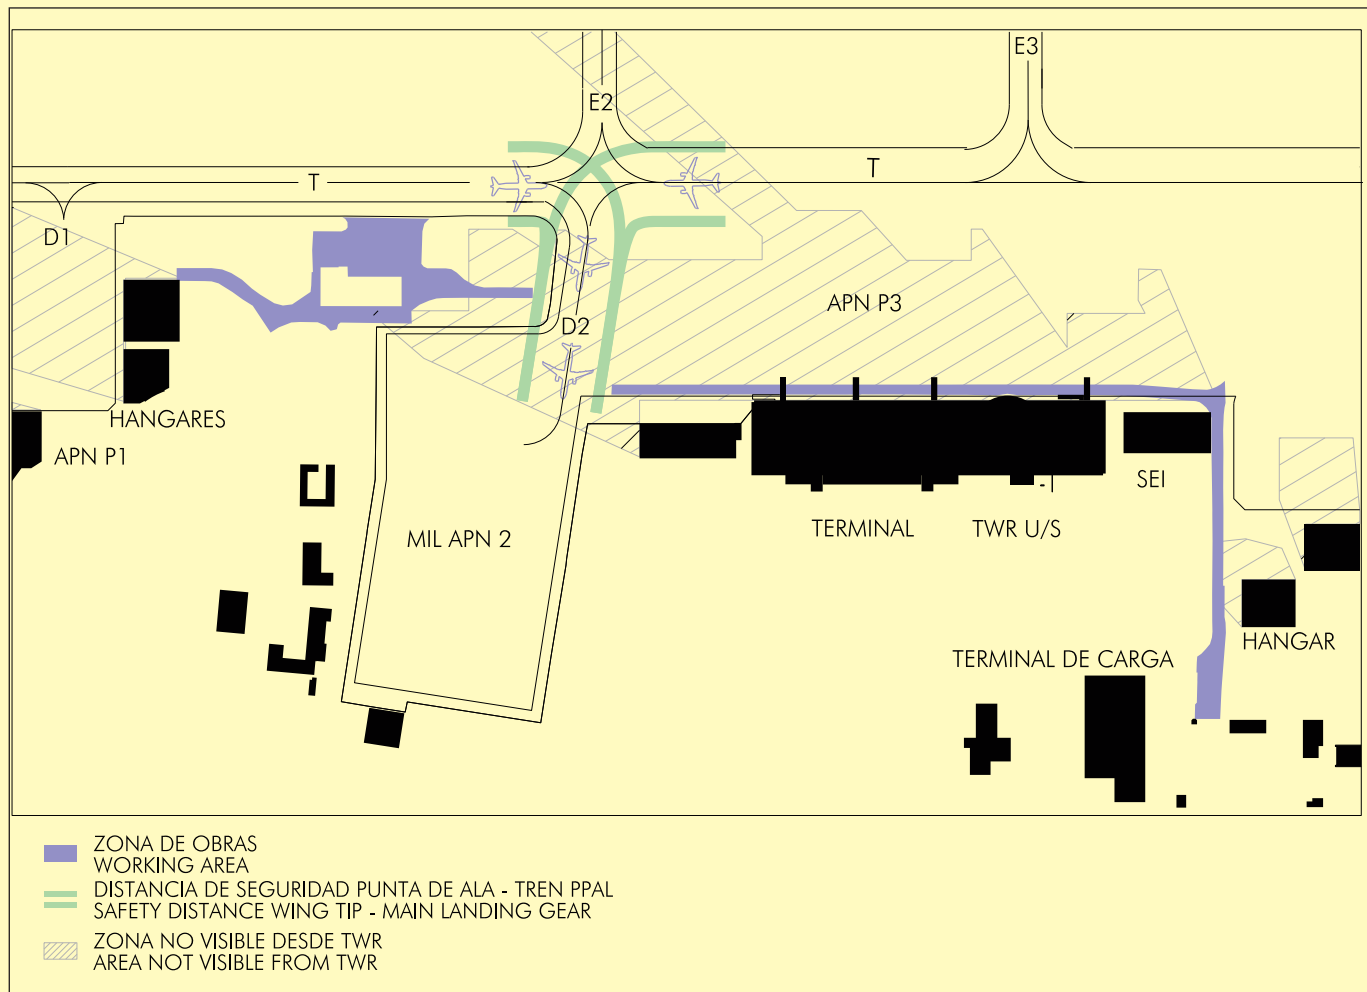 E3
E2
T
T
D1
APN P3
D2
HANGARES
APN P1
SEI
MIL APN 2
TERMINAL
TWR U/S
HANGAR
TERMINAL DE CARGA
ZONA DE OBRAS
WORKING AREA
DISTANCIA DE SEGURIDAD PUNTA DE ALA - TREN PPAL
SAFETY DISTANCE WING TIP - MAIN LANDING GEAR
ZONA NO VISIBLE DESDE TWR
AREA NOT VISIBLE FROM TWR